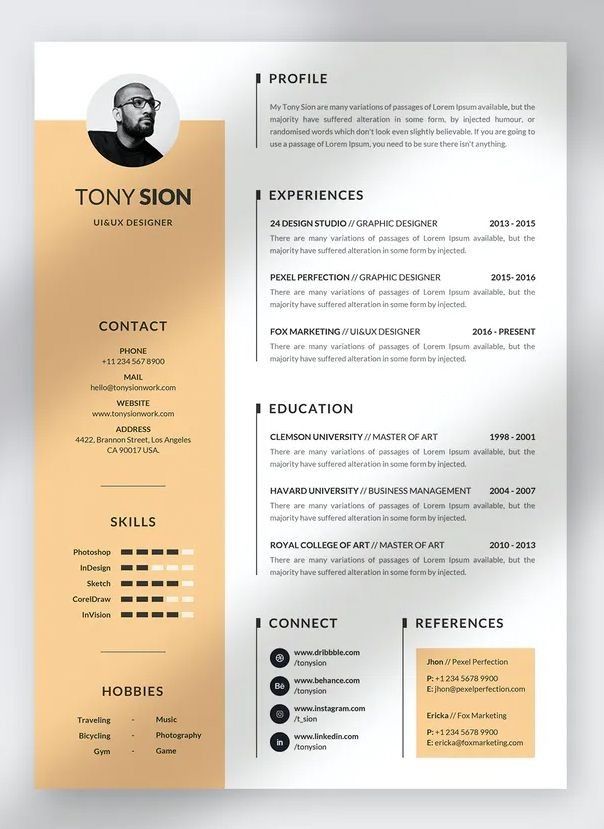 TONY SION
UI&UX DESIGNER
CONTACT
PHONE
+11 234 567 8900
MAIL
hello@tonysionwork.com
WEBSITE
www.tonysionwork.com
ADDRESS
4422, Brannon Street, Los Angeles
CA 90017 USA.
SKILLS
Photoshop
InDesign
Sketch
CorelDraw
InVision
HOBBIES
Traveling - Music
Bicycling - Photography
Gym - Game
PROFILE
My Tony Sion are many variations of passages of Lorem Ipsum available, but the
majority have suffered alteration in some form, by injected humour, or
randomised words which don't look even slightly believable. If you are going to
use a passage of Lorem Ipsum, you need to be sure there isn't anything.
EXPERIENCES
24 DESIGN STUDIO // GRAPHIC DESIGNER 2013 - 2015
There are many variations of passages of Lorem Ipsum available, but the
majority have suffered alteration in some form by injected.
PEXEL PERFECTION // GRAPHIC DESIGNER 2015- 2016
There are many variations of passages of Lorem Ipsum available, but the
majority have suffered alteration in some form by injected.
FOX MARKETING // UI&UX DESIGNER 2016 - PRESENT
There are many variations of passages of Lorem Ipsum available, but the
majority have suffered alteration in some form by injected.
EDUCATION
CLEMSON UNIVERSITY // MASTER OF ART 1998 - 2001
There are many variations of passages of Lorem Ipsum available, but the
majority have suffered alteration in some form by injected.
HAVARD UNIVERSITY // BUSINESS MANAGEMENT 2004 - 2007
There are many variations of passages of Lorem Ipsum available, but the
majority have suffered alteration in some form by injected.
ROYAL COLLEGE OF ART // MASTER OF ART 2010 - 2013
There are many variations of passages of Lorem Ipsum available, but the
majority have suffered alteration in some form by injected.
CONNECT
www.dribbble.com
/tonysion
Bē
www.behance.com
/tonysion
www.instagram.com
/t_sion
in
www.linkedin.com
/tonysion
REFERENCES
Jhon // Pexel Perfection
P: +1 234 5678 9900
E: jhon@pexelperfection.com
Ericka // Fox Marketing
P: +1 234 5678 9900
E: ericka@foxmarketing.com